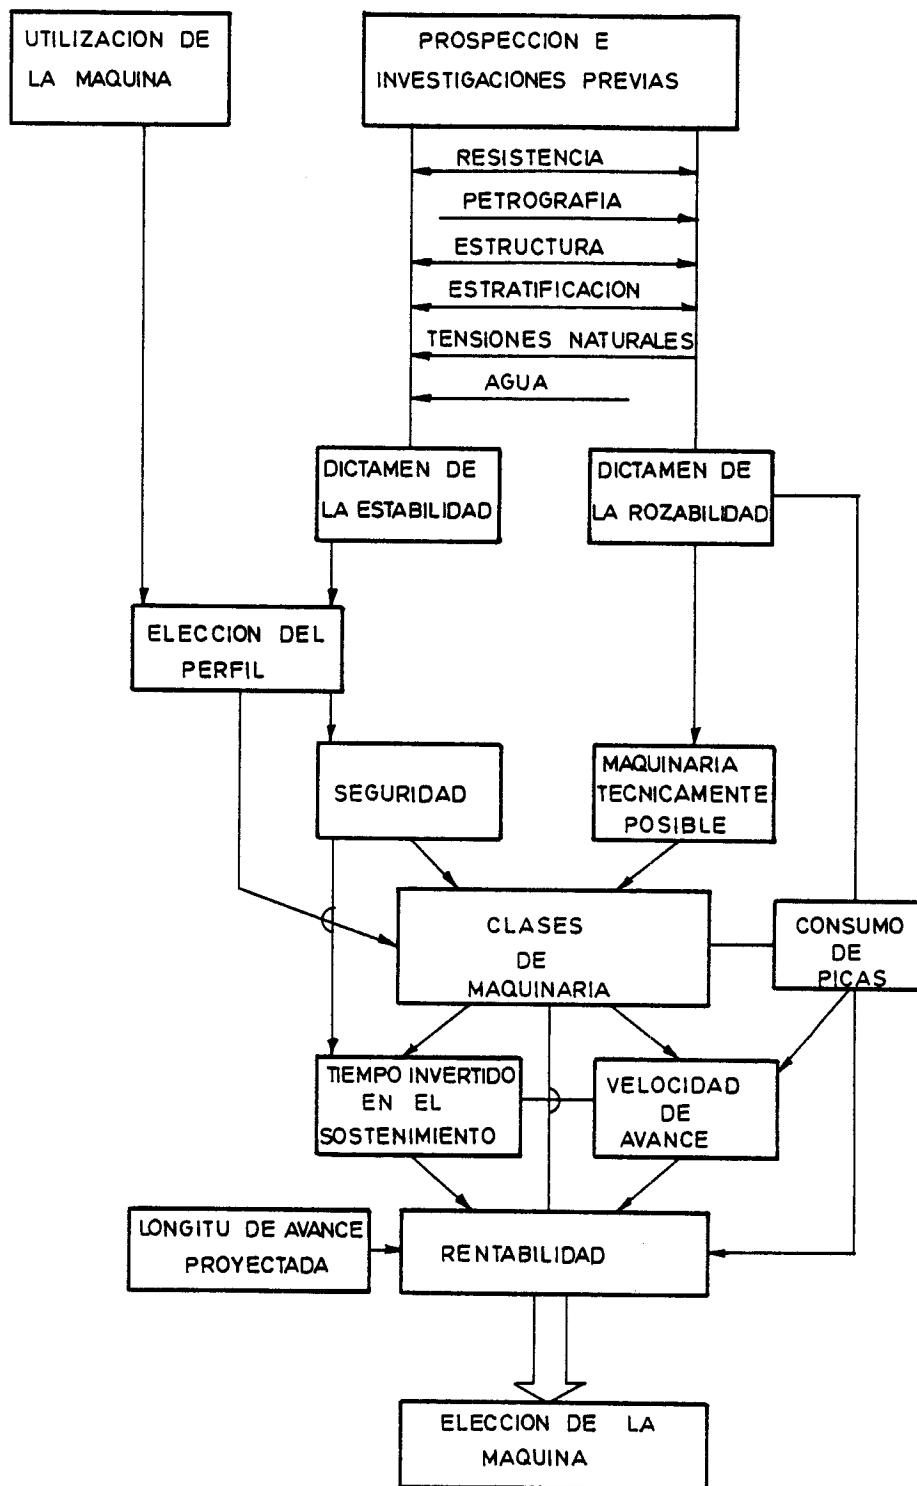 UTILIZACION DE
LA MAQUINA
PROSPECCION E
INVESTIGACIONES PREVIAS
RESISTENCIA
PETROGRAFIA
ESTRUCTURA
ESTRATIFICACION
TENSIONES NATURALES
AGUA
DICTAMEN DE
LA ESTABILIDAD
DICTAMEN DE
LA ROZABILIDAD
ELECCION DEL
PERFIL
SEGURIDAD
MAQUINARIA
TECNICAMENTE
POSIBLE
CLASES
DE
MAQUINARIA
CONSUMO
DE
PICAS
TIEMPO INVERTIDO
EN EL
SOSTENIMIENTO
VELOCIDAD
DE
AVANCE
LONGITU DE AVANCE
PROYECTADA
RENTABILIDAD
ELECCION DE LA
MAQUINA